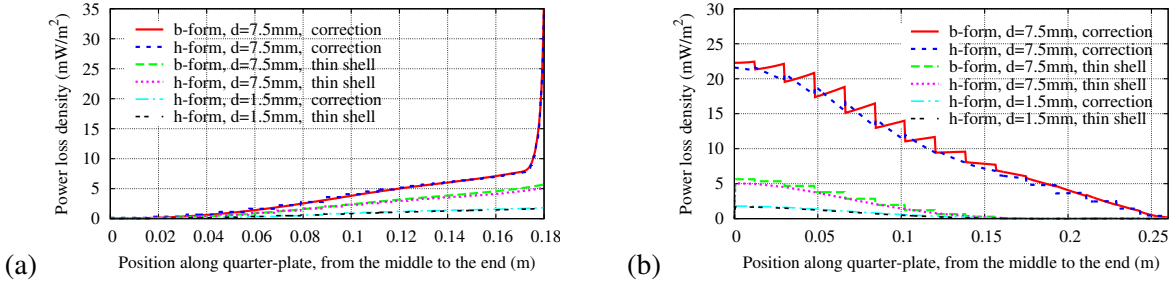 35
30
25
20
15
10
5
0
Power loss density (mW/m²)
b-form, d=7.5mm, correction
h-form, d=7.5mm, correction
b-form, d=7.5mm, thin shell
h-form, d=7.5mm, thin shell
h-form, d=1.5mm, correction
h-form, d=1.5mm, thin shell
0 0.02 0.04 0.06 0.08 0.1 0.12 0.14 0.16 0.18
Position along quarter-plate, from the middle to the end (m)
(a)
30
25
20
15
10
5
0
Power loss density (mW/m²)
b-form, d=7.5mm, correction
h-form, d=7.5mm, correction
b-form, d=7.5mm, thin shell
h-form, d=7.5mm, thin shell
h-form, d=1.5mm, correction
h-form, d=1.5mm, thin shell
0 0.05 0.1 0.15 0.2 0.25
Position along quarter-plate, from the middle to the end (m)
(b)